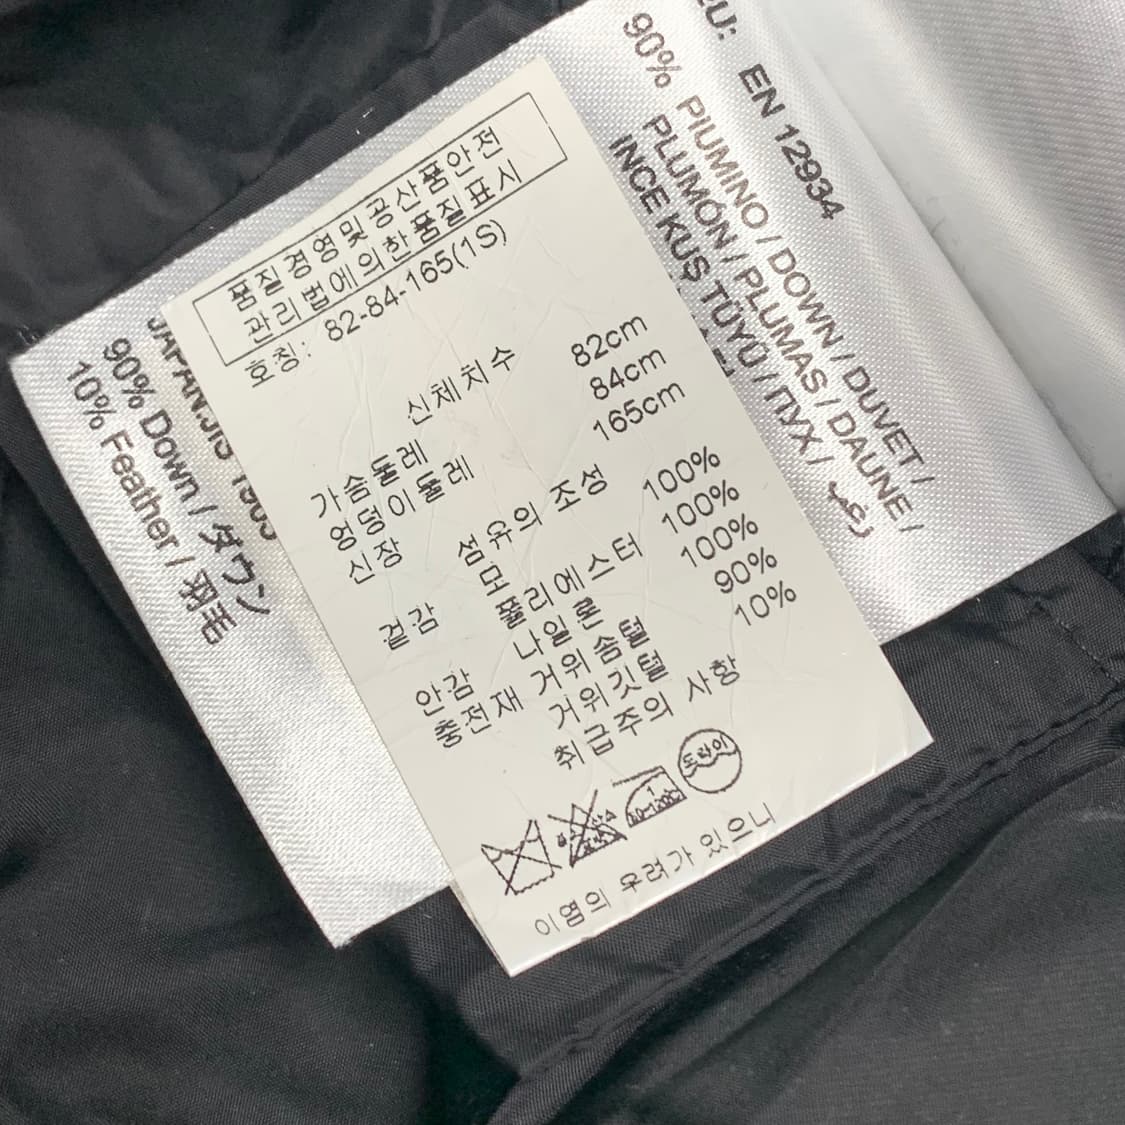 품질경영및공산품안전
관리법에의한품질표시
호칭: 82-84-165(1S)
신체치수
가슴둘레 82cm
엉덩이둘레 84cm
신장 165cm
섬유의 조성
겉감 면 100%
폴리에스터 100%
안감 나일론 100%
충전재 거위솜털 90%
거위깃털 10%
취급주의 사항
드라이
이염의 우려가 있으니
JAPAN:JIS
90% Down / ダウン
10% Feather / 羽毛
EU: EN 12934
90% PIUMINO / DOWN / DUVET /
PLUMÓN / PLUMAS / DAUNE /
INCE KUŞ TÜYÜ / ПУХ /